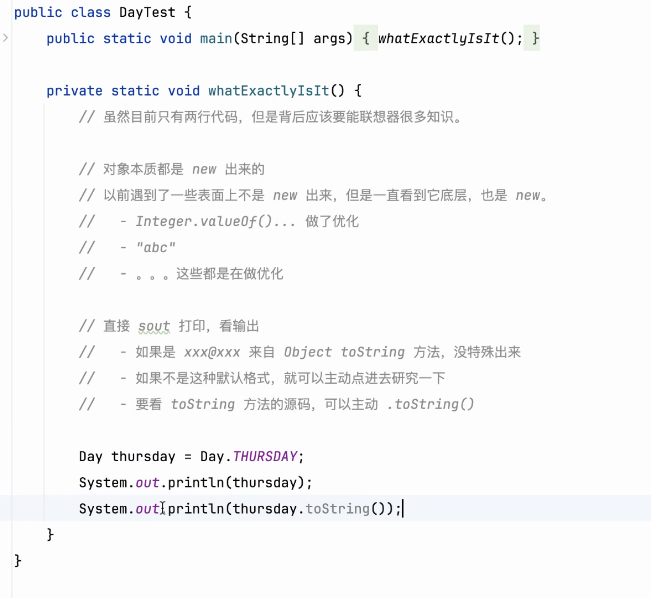 public class DayTest {
public static void main(String[] args) { whatExactlyIsIt(); }
private static void whatExactlyIsIt() {
// 虽然目前只有两行代码，但是背后应该要能联想器很多知识。
// 对象本质都是 new 出来的
// 以前遇到了一些表面上不是 new 出来，但是一直看到它底层，也是 new。
//   - Integer.valueOf()... 做了优化
//   - "abc"
//   - 。。。这些都是在做优化
// 直接 sout 打印，看输出
//   - 如果是 xxx@xxx 来自 Object toString 方法，没特殊出来
//   - 如果不是这种默认格式，就可以主动点进去研究一下
//   - 要看 toString 方法的源码，可以主动 .toString()
Day thursday = Day.THURSDAY;
System.out.println(thursday);
System.out.println(thursday.toString());
}
}